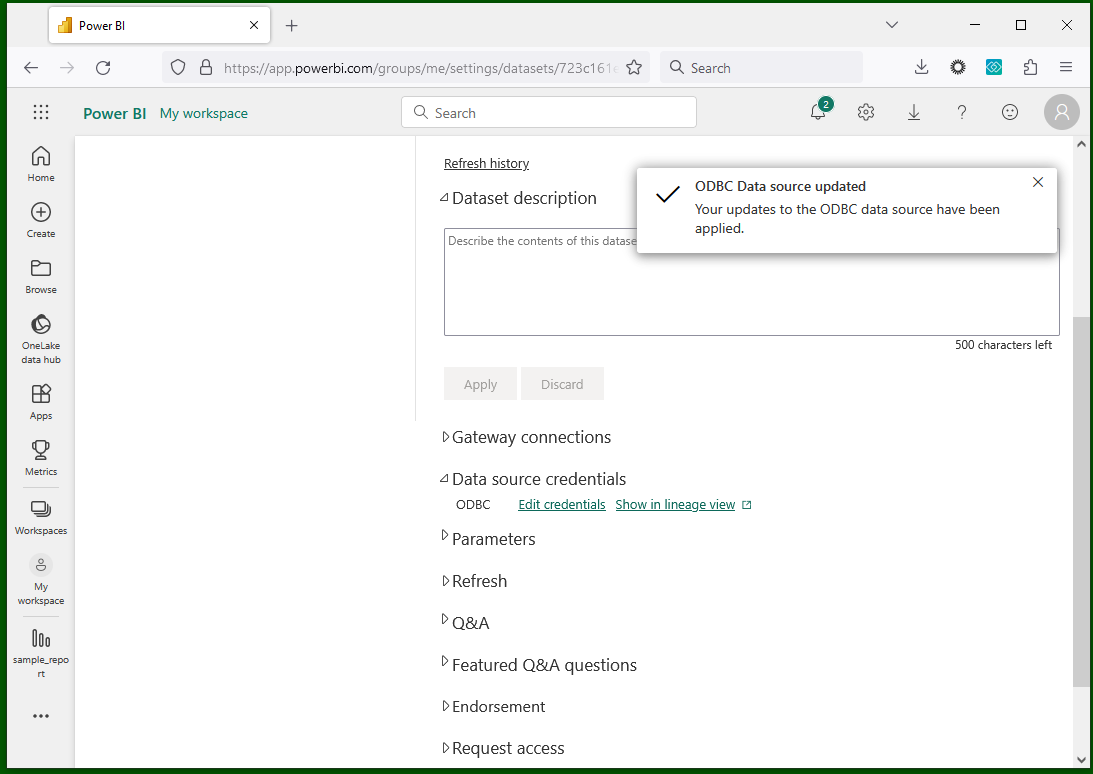 Power BI
https://app.powerbi.com/groups/me/settings/datasets/723c161
Search
Power BI
My workspace
Search
2
Home
Create
Browse
OneLake
data hub
Apps
Metrics
Workspaces
My
workspace
sample_repo
rt
Refresh history
Dataset description
ODBC Data source updated
Your updates to the ODBC data source have been
applied.
Describe the contents of this datase
500 characters left
Apply
Discard
Gateway connections
Data source credentials
ODBC
Edit credentials
Show in lineage view
Parameters
Refresh
Q&A
Featured Q&A questions
Endorsement
Request access